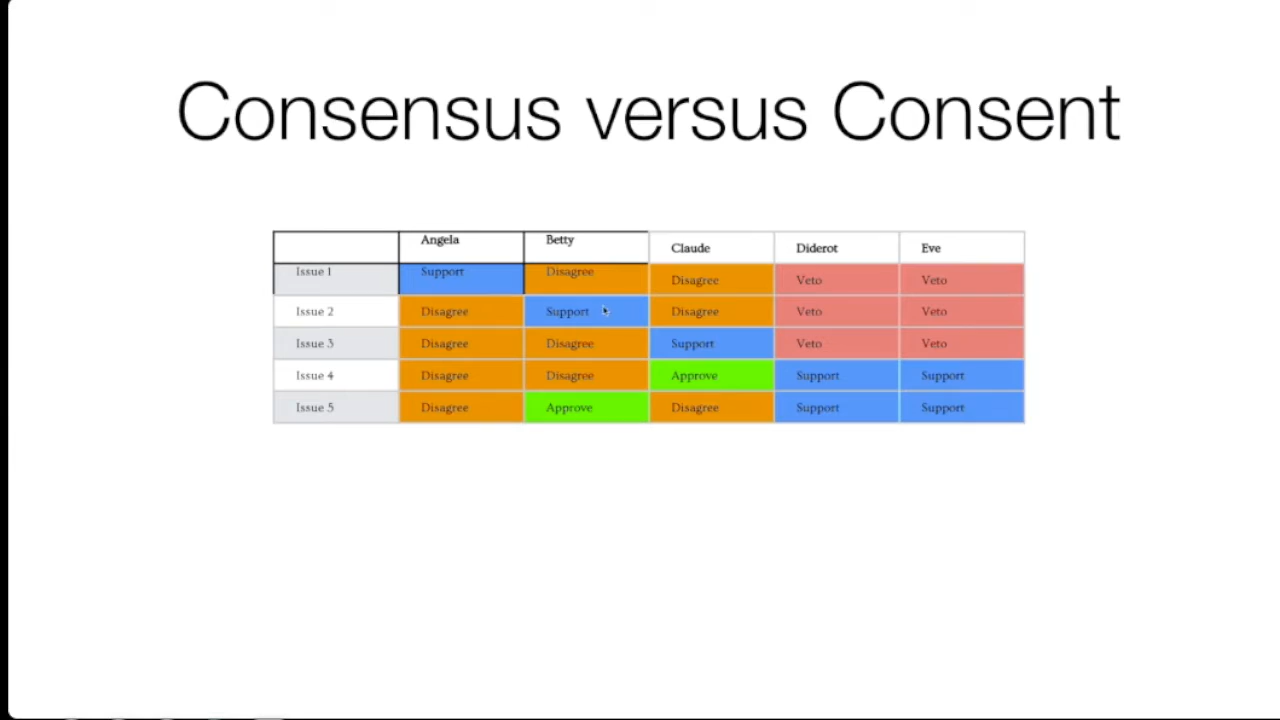 Consensus versus Consent
Angela Betty Claude Diderot Eve
Issue 1 Support Disagree Disagree Veto Veto
Issue 2 Disagree Support Disagree Veto Veto
Issue 3 Disagree Disagree Support Veto Veto
Issue 4 Disagree Disagree Approve Support Support
Issue 5 Disagree Approve Disagree Support Support